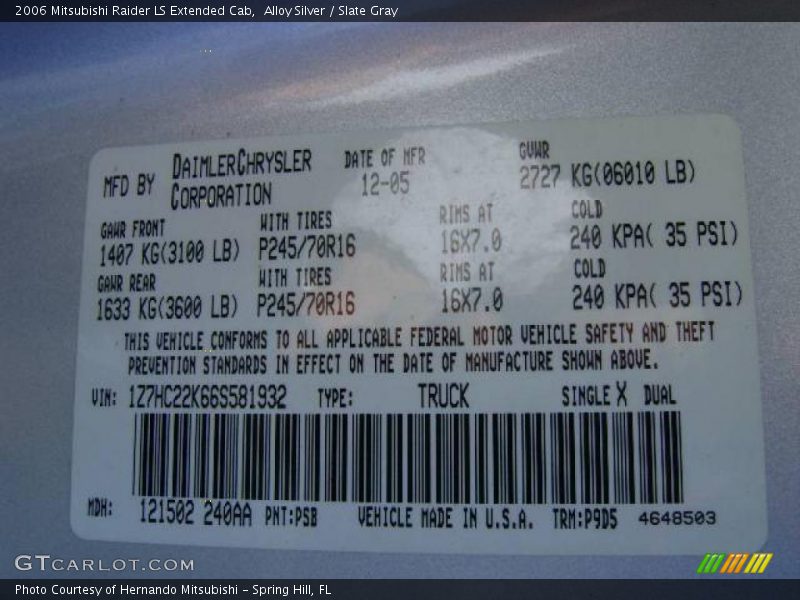 2006 Mitsubishi Raider LS Extended Cab,  Alloy Silver / Slate Gray
MFD BY DAIMLERCHRYSLER CORPORATION DATE OF MFR 12-05 GVWR 2727 KG(06010 LB)
GAWR FRONT WITH TIRES RIMS AT COLD
1407 KG(3100 LB) P245/70R16 16X7.0 240 KPA( 35 PSI)
GAWR REAR WITH TIRES RIMS AT COLD
1633 KG(3600 LB) P245/70R16 16X7.0 240 KPA( 35 PSI)
THIS VEHICLE CONFORMS TO ALL APPLICABLE FEDERAL MOTOR VEHICLE SAFETY AND THEFT
PREVENTION STANDARDS IN EFFECT ON THE DATE OF MANUFACTURE SHOWN ABOVE.
VIN: 1Z7HC22K66S581932 TYPE: TRUCK SINGLE X DUAL
MDH: 121502 240AA PNT:PSB VEHICLE MADE IN U.S.A. TRM:P9D5 4648503
GTCARLOT.COM
Photo Courtesy of Hernando Mitsubishi - Spring Hill, FL